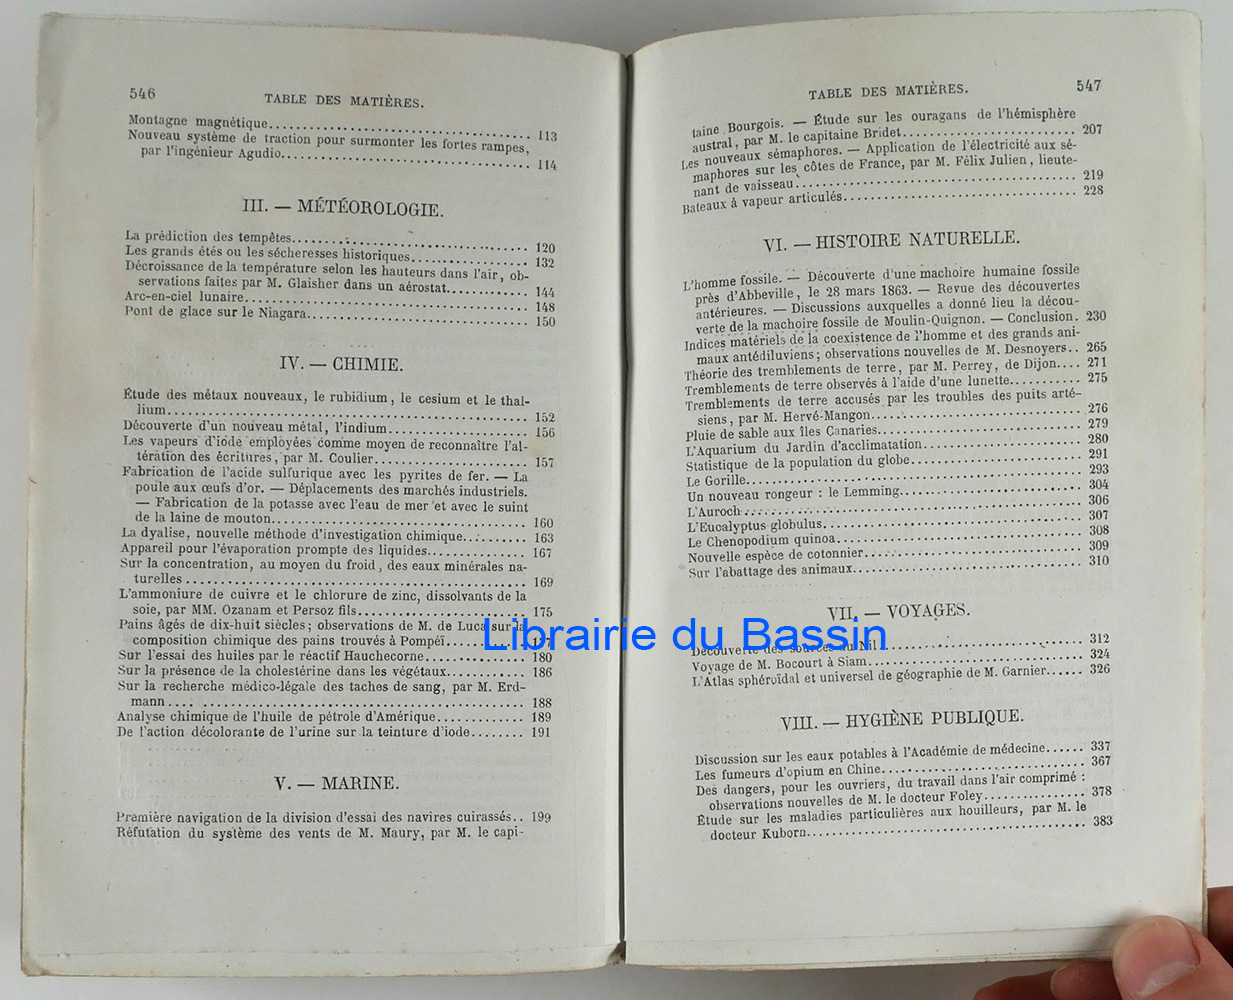 546
TABLE DES MATIÈRES.
Montagne magnétique........................................ 113
Nouveau système de traction pour surmonter les fortes rampes,
par l'ingénieur Agudio........................................ 114
III. — MÉTÉOROLOGIE.
La prédiction des tempêtes........................................ 120
Les grands étés ou les sécheresses historiques.................... 132
Décroissance de la température selon les hauteurs dans l'air, ob-
servations faites par M. Glaisher dans un aérostat............ 144
Arc-en-ciel lunaire........................................ 148
Pont de glace sur le Niagara........................................ 150
IV. — CHIMIE.
Étude des métaux nouveaux, le rubidium, le cesium et le thal-
lium........................................ 152
Découverte d'un nouveau métal, l'indium.................... 156
Les vapeurs d'iode employées comme moyen de reconnaître l'al-
tération des écritures, par M. Coulier.................... 157
Fabrication de l'acide sulfurique avec les pyrites de fer. — La
poule aux œufs d'or. — Déplacements des marchés industriels.
— Fabrication de la potasse avec l'eau de mer et avec le suint
de la laine de mouton........................................ 160
La dyalise, nouvelle méthode d'investigation chimique......... 163
Appareil pour l'évaporation prompte des liquides.............. 167
Sur la concentration, au moyen du froid, des eaux minérales na-
turelles ........................................ 169
L'ammoniure de cuivre et le chlorure de zinc, dissolvants de la
soie, par MM. Ozanam et Persoz fils........................ 175
Pains âgés de dix-huit siècles; observations de M. de Luca sur la
composition chimique des pains trouvés à Pompéï........... 177
Sur l'essai des huiles par le réactif Hauchecorne.............. 180
Sur la présence de la cholestérine dans les végétaux........... 186
Sur la recherche médico-légale des taches de sang, par M. Erd-
mann.... ........................................ 188
Analyse chimique de l'huile de pétrole d'Amérique............ 189
De l'action décolorante de l'urine sur la teinture d'iode........ 191
V. — MARINE.
Première navigation de la division d'essai des navires cuirassés.. 199
Réfutation du système des vents de M. Maury, par M. le capi-
TABLE DES MATIÈRES.
547
taine Bourgois. — Étude sur les ouragans de l'hémisphère
austral, par M. le capitaine Bridet........................ 207
Les nouveaux sémaphores. — Application de l'électricité aux sé-
maphores sur les côtes de France, par M. Félix Julien, lieute-
nant de vaisseau........................................ 219
Bateaux à vapeur articulés........................................ 228
VI. — HISTOIRE NATURELLE.
L'homme fossile. — Découverte d'une machoire humaine fossile
près d'Abbeville, le 28 mars 1863. — Revue des découvertes
antérieures. — Discussions auxquelles a donné lieu la décou-
verte de la machoire fossile de Moulin-Quignon. — Conclusion. 230
Indices matériels de la coexistence de l'homme et des grands ani-
maux antédiluviens; observations nouvelles de M. Desnoyers.. 265
Théorie des tremblements de terre, par M. Perrey, de Dijon.... 271
Tremblements de terre observés à l'aide d'une lunette.......... 275
Tremblements de terre accusés par les troubles des puits arté-
siens, par M. Hervé-Mangon........................ 276
Pluie de sable aux îles Canaries........................ 279
L'Aquarium du Jardin d'acclimatation........................ 280
Statistique de la population du globe........................ 291
Le Gorille........................................ 293
Un nouveau rongeur : le Lemming........................ 304
L'Auroch........................................ 306
L'Eucalyptus globulus........................................ 307
Le Chenopodium quinoa........................................ 308
Nouvelle espèce de cotonnier........................ 309
Sur l'abattage des animaux........................ 310
VII. — VOYAGES.
Découverte des sources du Nil........................ 312
Voyage de M. Bocourt à Siam........................ 324
L'Atlas sphéroïdal et universel de géographie de M. Garnier...... 326
VIII. — HYGIÈNE PUBLIQUE.
Discussion sur les eaux potables à l'Académie de médecine...... 337
Les fumeurs d'opium en Chine........................ 367
Des dangers, pour les ouvriers, du travail dans l'air comprimé :
observations nouvelles de M. le docteur Foley............... 378
Étude sur les maladies particulières aux houilleurs, par M. le
docteur Kuborn........................................ 383
Librairie du Bassin